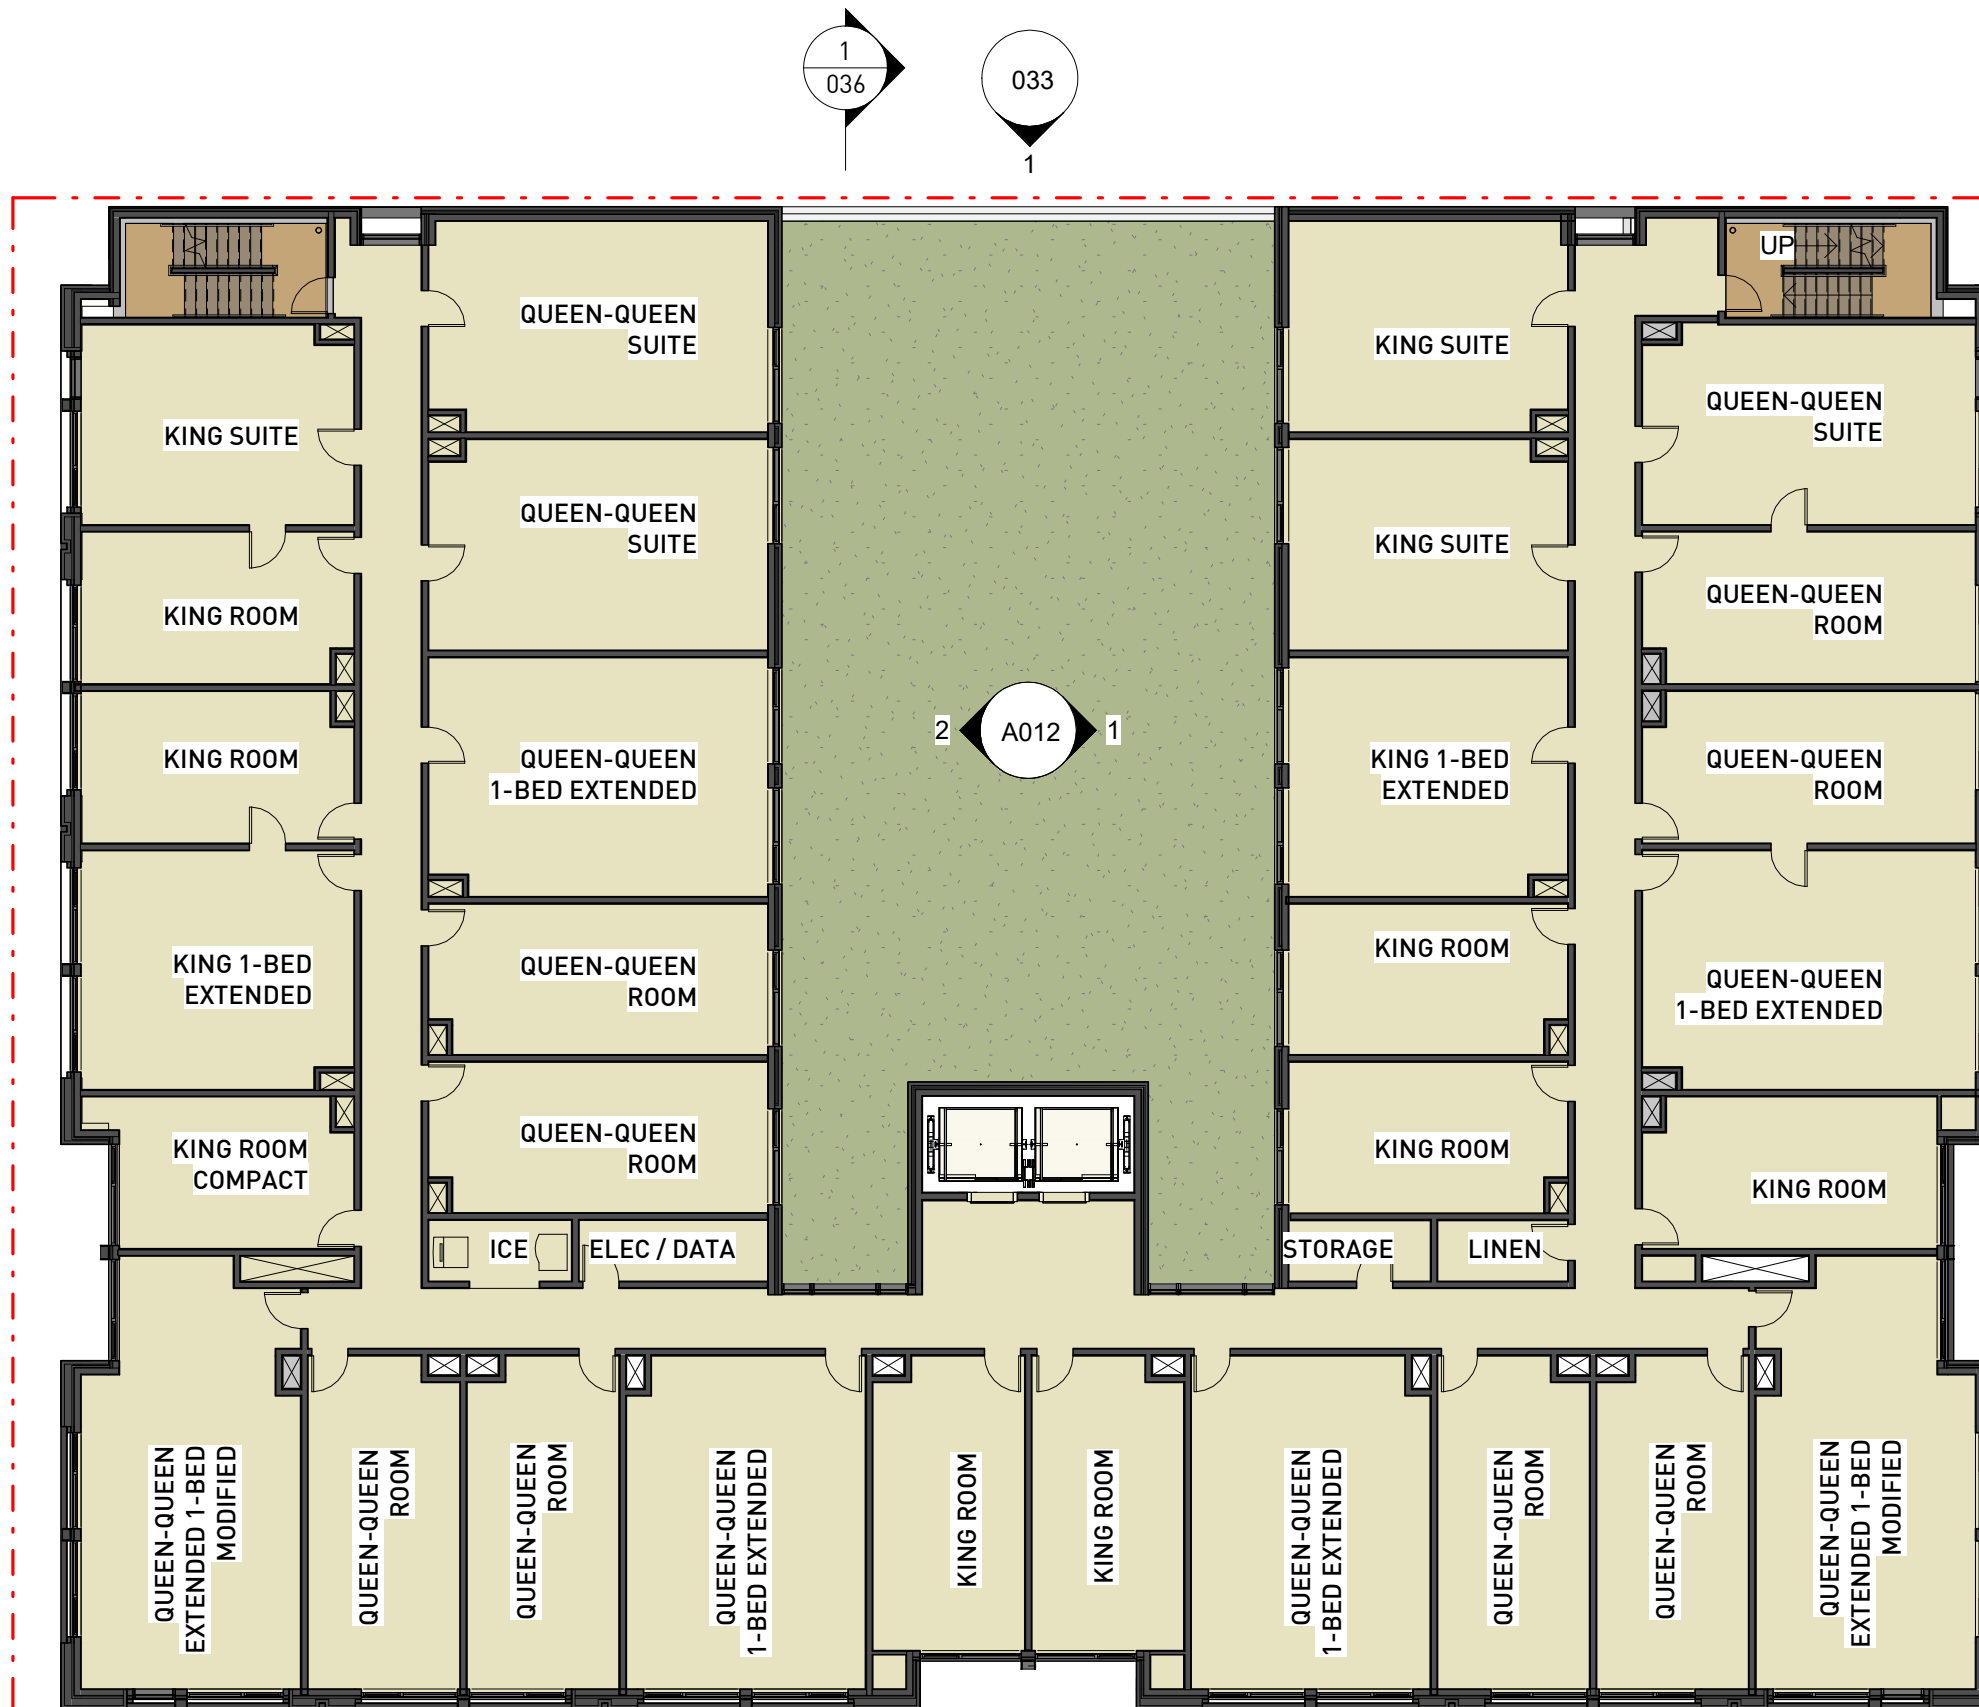 1
036
033
1
UP
QUEEN-QUEEN
SUITE
KING SUITE
KING SUITE
QUEEN-QUEEN
SUITE
QUEEN-QUEEN
SUITE
KING SUITE
KING ROOM
QUEEN-QUEEN
ROOM
KING ROOM
QUEEN-QUEEN
1-BED EXTENDED
2
A012
1
KING 1-BED
EXTENDED
QUEEN-QUEEN
ROOM
KING 1-BED
EXTENDED
QUEEN-QUEEN
ROOM
KING ROOM
QUEEN-QUEEN
1-BED EXTENDED
KING ROOM
COMPACT
QUEEN-QUEEN
ROOM
KING ROOM
KING ROOM
ICE
ELEC / DATA
STORAGE
LINEN
QUEEN-QUEEN
EXTENDED 1-BED
MODIFIED
QUEEN-QUEEN
ROOM
QUEEN-QUEEN
ROOM
QUEEN-QUEEN
1-BED EXTENDED
KING ROOM
KING ROOM
QUEEN-QUEEN
1-BED EXTENDED
QUEEN-QUEEN
ROOM
QUEEN-QUEEN
ROOM
QUEEN-QUEEN
EXTENDED 1-BED
MODIFIED